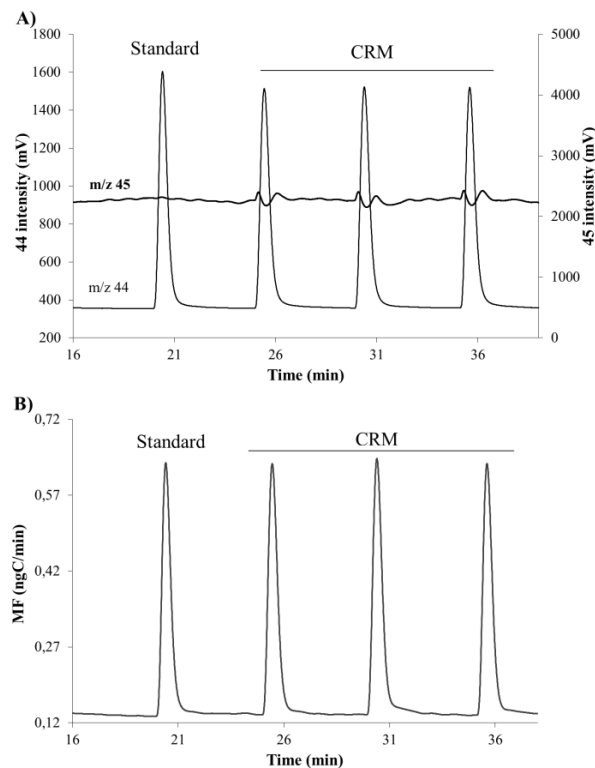 A)
1800
1600
1400
1200
1000
800
600
400
200
44 intensity (mV)
5000
4000
3000
2000
1000
0
45 intensity (mV)
Standard
CRM
m/z 45
m/z 44
16 21 26 31 36
Time (min)
B)
0,72
0,57
0,42
0,27
0,12
MF (ngC/min)
Standard
CRM
16 21 26 31 36
Time (min)